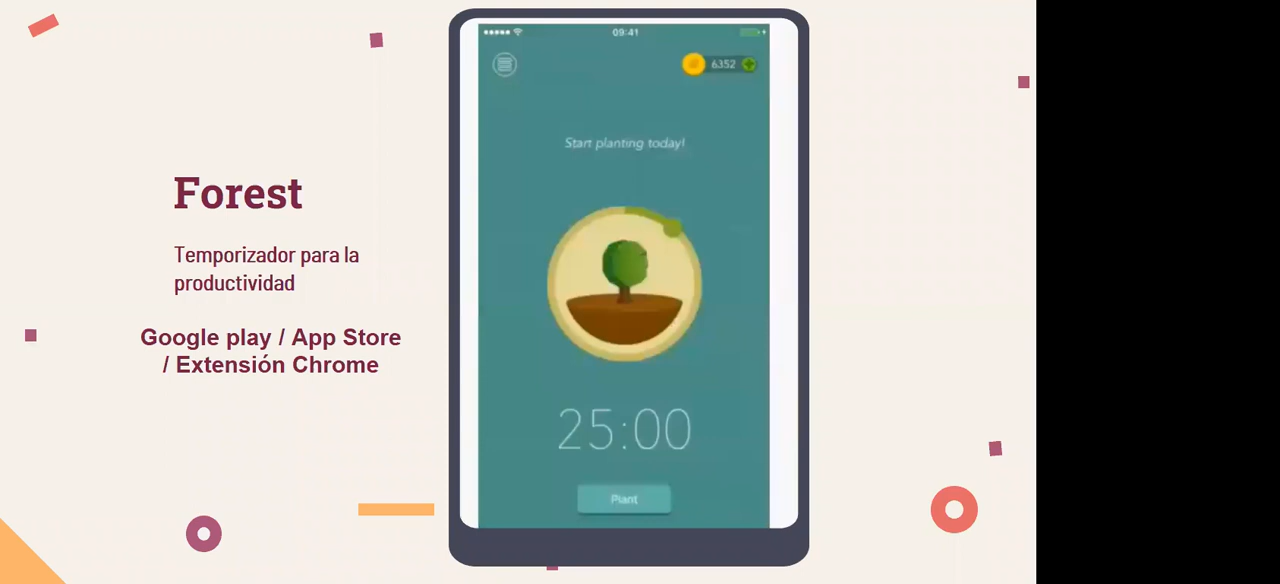 Forest
Temporizador para la
productividad
Google play / App Store
/ Extensión Chrome
09:41
6352
Start planting today!
25:00
Plant